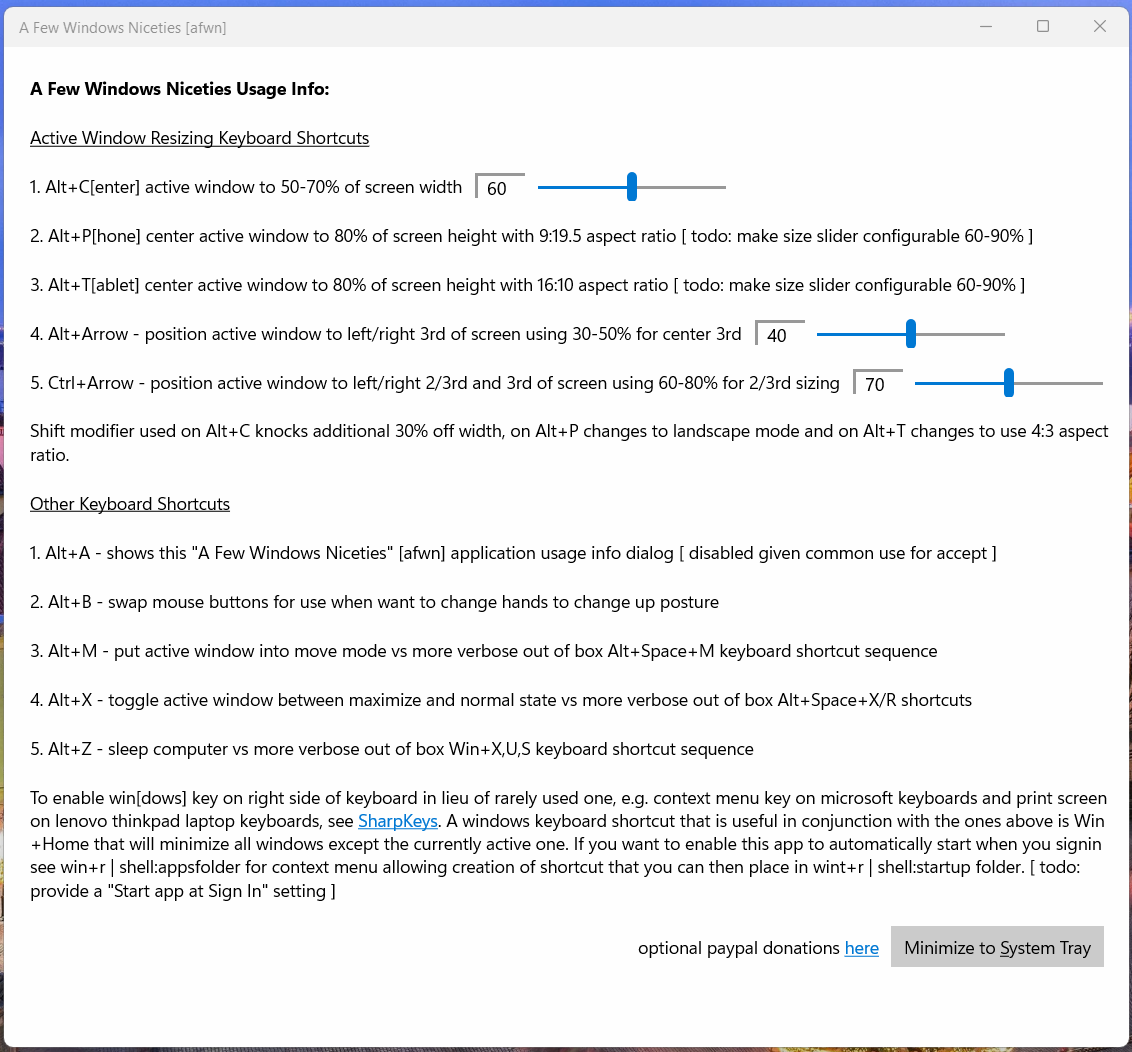 A Few Windows Niceties [afwn]
A Few Windows Niceties Usage Info:
Active Window Resizing Keyboard Shortcuts
1. Alt+C[enter] active window to 50-70% of screen width 60
2. Alt+P[hone] center active window to 80% of screen height with 9:19.5 aspect ratio [ todo: make size slider configurable 60-90% ]
3. Alt+T[ablet] center active window to 80% of screen height with 16:10 aspect ratio [ todo: make size slider configurable 60-90% ]
4. Alt+Arrow - position active window to left/right 3rd of screen using 30-50% for center 3rd 40
5. Ctrl+Arrow - position active window to left/right 2/3rd and 3rd of screen using 60-80% for 2/3rd sizing 70
Shift modifier used on Alt+C knocks additional 30% off width, on Alt+P changes to landscape mode and on Alt+T changes to use 4:3 aspect
ratio.
Other Keyboard Shortcuts
1. Alt+A - shows this "A Few Windows Niceties" [afwn] application usage info dialog [ disabled given common use for accept ]
2. Alt+B - swap mouse buttons for use when want to change hands to change up posture
3. Alt+M - put active window into move mode vs more verbose out of box Alt+Space+M keyboard shortcut sequence
4. Alt+X - toggle active window between maximize and normal state vs more verbose out of box Alt+Space+X/R shortcuts
5. Alt+Z - sleep computer vs more verbose out of box Win+X,U,S keyboard shortcut sequence
To enable win[dows] key on right side of keyboard in lieu of rarely used one, e.g. context menu key on microsoft keyboards and print screen
on lenovo thinkpad laptop keyboards, see SharpKeys. A windows keyboard shortcut that is useful in conjunction with the ones above is Win
+Home that will minimize all windows except the currently active one. If you want to enable this app to automatically start when you signin
see win+r | shell:appsfolder for context menu allowing creation of shortcut that you can then place in wint+r | shell:startup folder. [ todo:
provide a "Start app at Sign In" setting ]
optional paypal donations here Minimize to System Tray